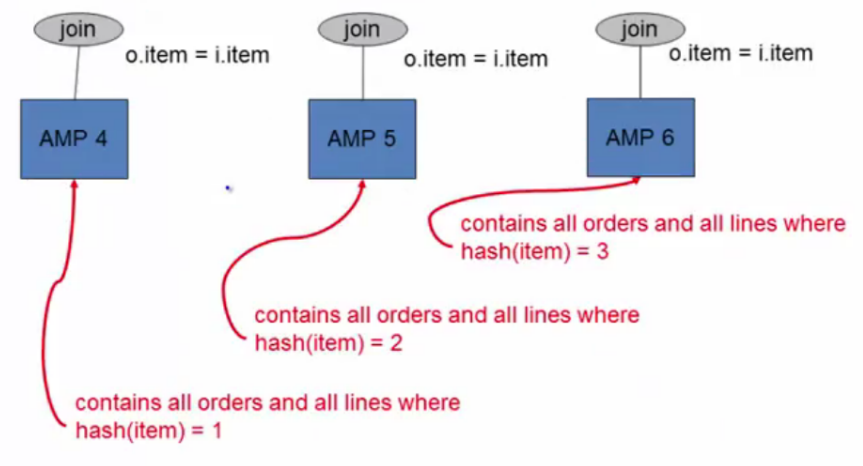 join
join
join
o.item = i.item
o.item = i.item
o.item = i.item
AMP 4
AMP 5
AMP 6
contains all orders and all lines where
hash(item) = 3
contains all orders and all lines where
hash(item) = 2
contains all orders and all lines where
hash(item) = 1